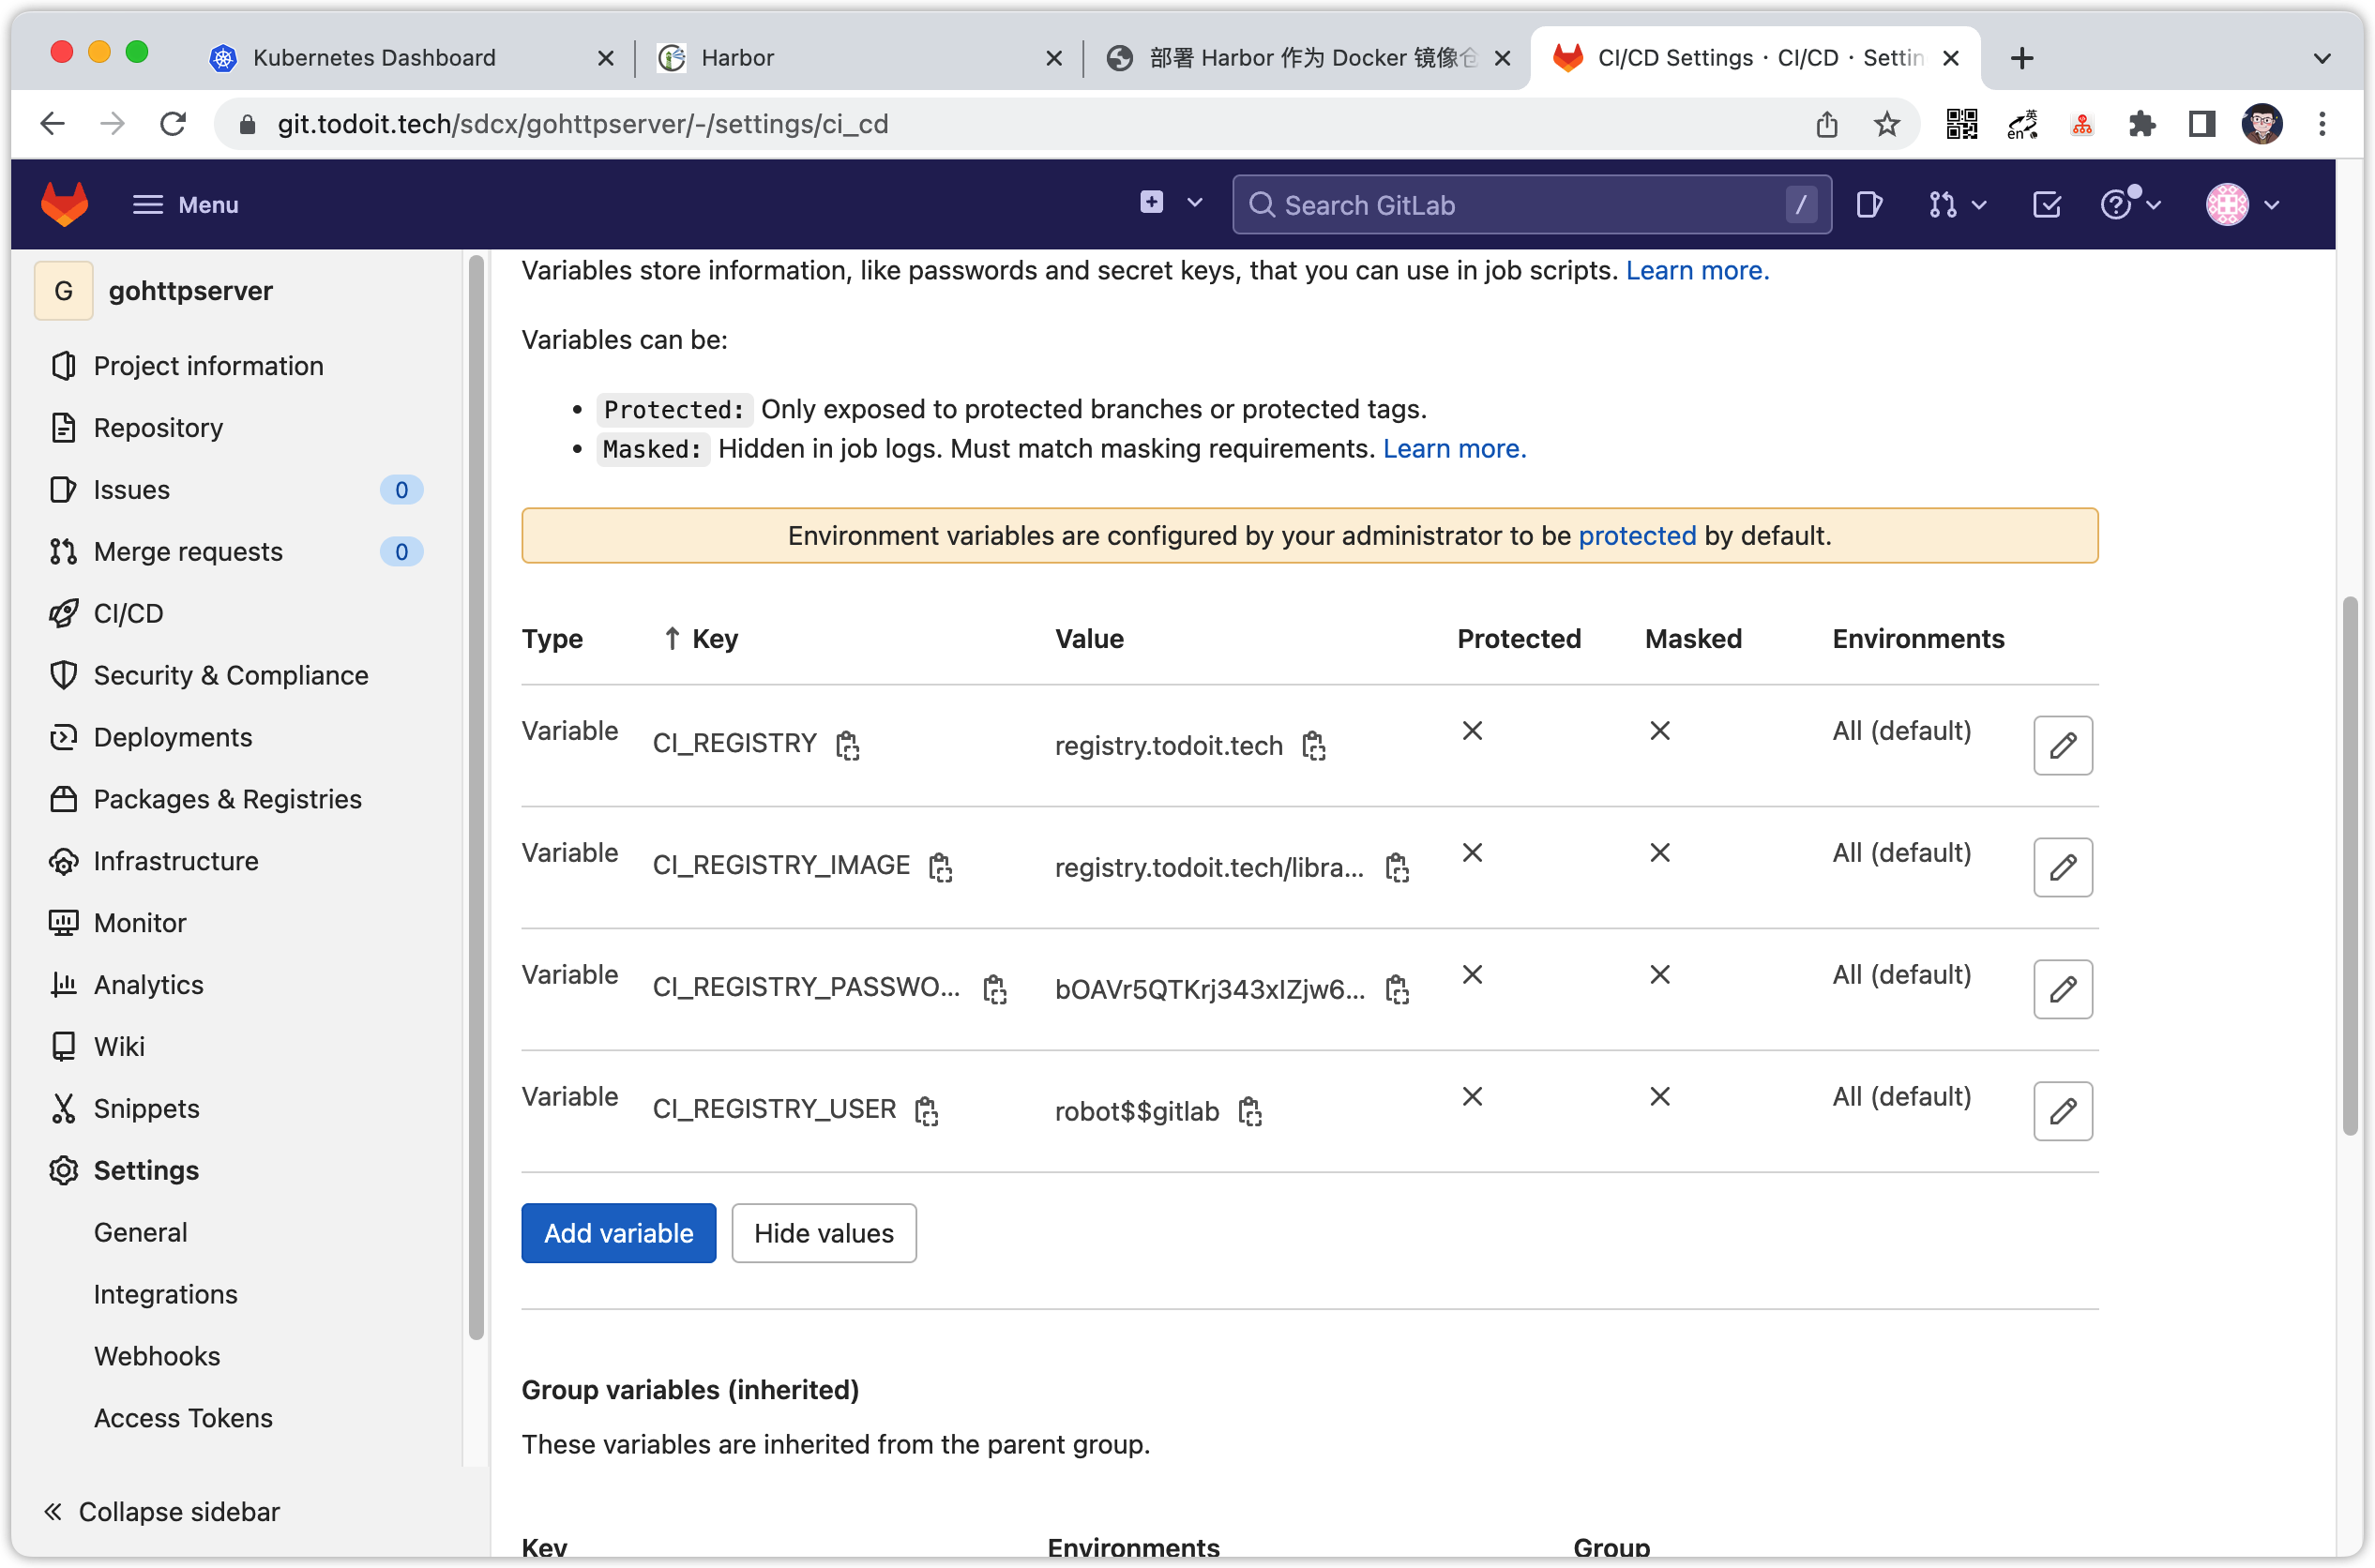 Kubernetes Dashboard
Harbor
部署 Harbor 作为 Docker 镜像仓
CI/CD Settings · CI/CD · Settin
git.todoit.tech/sdcx/gohttpserver/-/settings/ci_cd
Menu
Search GitLab
/
G
gohttpserver
Project information
Repository
Issues 0
Merge requests 0
CI/CD
Security & Compliance
Deployments
Packages & Registries
Infrastructure
Monitor
Analytics
Wiki
Snippets
Settings
General
Integrations
Webhooks
Access Tokens
Collapse sidebar
Variables store information, like passwords and secret keys, that you can use in job scripts. Learn more.
Variables can be:
• Protected: Only exposed to protected branches or protected tags.
• Masked: Hidden in job logs. Must match masking requirements. Learn more.
Environment variables are configured by your administrator to be protected by default.
Type ↑ Key Value Protected Masked Environments
Variable CI_REGISTRY registry.todoit.tech All (default)
Variable CI_REGISTRY_IMAGE registry.todoit.tech/libra... All (default)
Variable CI_REGISTRY_PASSWO... bOAVr5QTKrj343xIZjw6... All (default)
Variable CI_REGISTRY_USER robot$$gitlab All (default)
Add variable Hide values
Group variables (inherited)
These variables are inherited from the parent group.
Key Environments Group